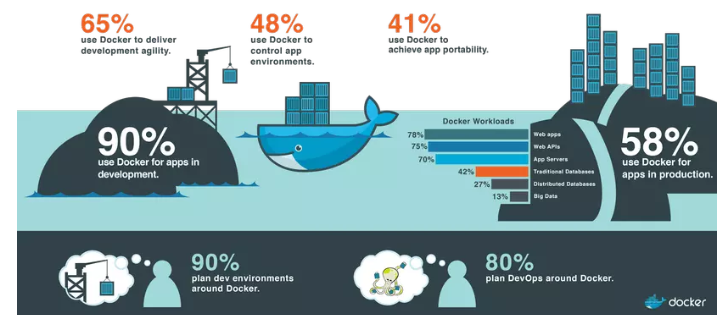 65%
use Docker to deliver
development agility.
48%
use Docker to
control app
environments.
41%
use Docker to
achieve app portability.
90%
use Docker for apps in
development.
Docker Workloads
78% Web apps
75% Web APIs
70% App Servers
42% Traditional Databases
27% Distributed Databases
13% Big Data
58%
use Docker for
apps in production.
90%
plan dev environments
around Docker.
80%
plan DevOps around Docker.
docker